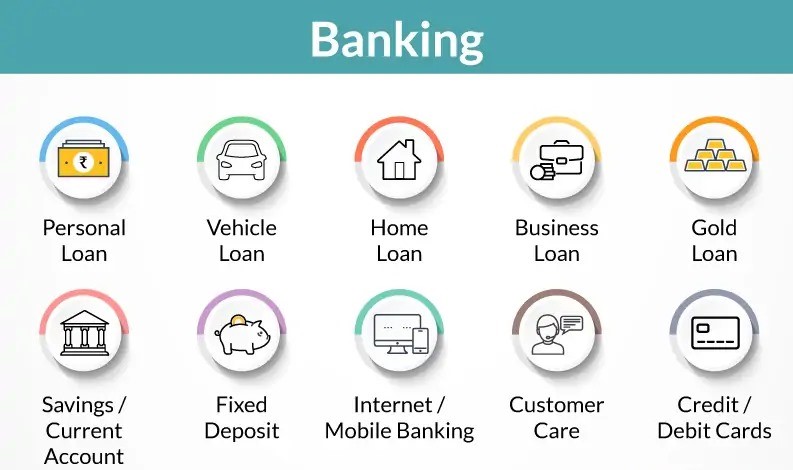 Banking
₹
Personal
Loan
Vehicle
Loan
Home
Loan
Business
Loan
Gold
Loan
Savings /
Current
Account
Fixed
Deposit
Internet /
Mobile Banking
Customer
Care
Credit /
Debit Cards